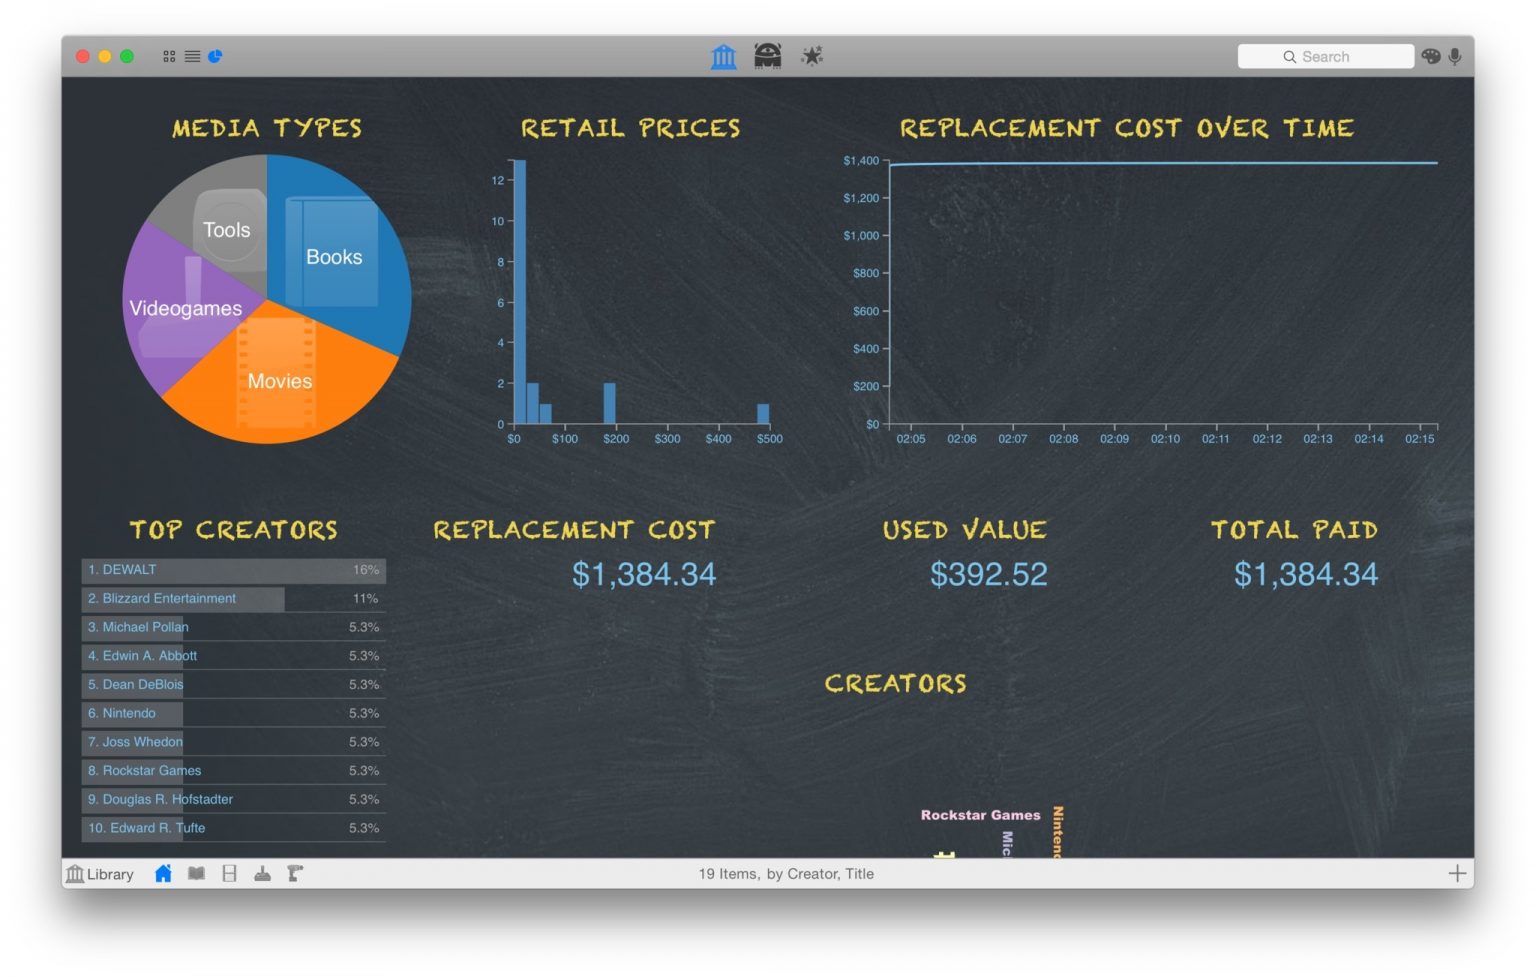 Search
MEDIA TYPES
Tools
Books
Videogames
Movies
RETAIL PRICES
12
10
8
6
4
2
0
$0 $100 $200 $300 $400 $500
REPLACEMENT COST OVER TIME
$1,400
$1,200
$1,000
$800
$600
$400
$200
$0
02:05 02:06 02:07 02:08 02:09 02:10 02:11 02:12 02:13 02:14 02:15
TOP CREATORS
1. DEWALT 16%
2. Blizzard Entertainment 11%
3. Michael Pollan 5.3%
4. Edwin A. Abbott 5.3%
5. Dean DeBlois 5.3%
6. Nintendo 5.3%
7. Joss Whedon 5.3%
8. Rockstar Games 5.3%
9. Douglas R. Hofstadter 5.3%
10. Edward R. Tufte 5.3%
REPLACEMENT COST
$1,384.34
USED VALUE
$392.52
TOTAL PAID
$1,384.34
CREATORS
Rockstar Games
Library
19 Items, by Creator, Title